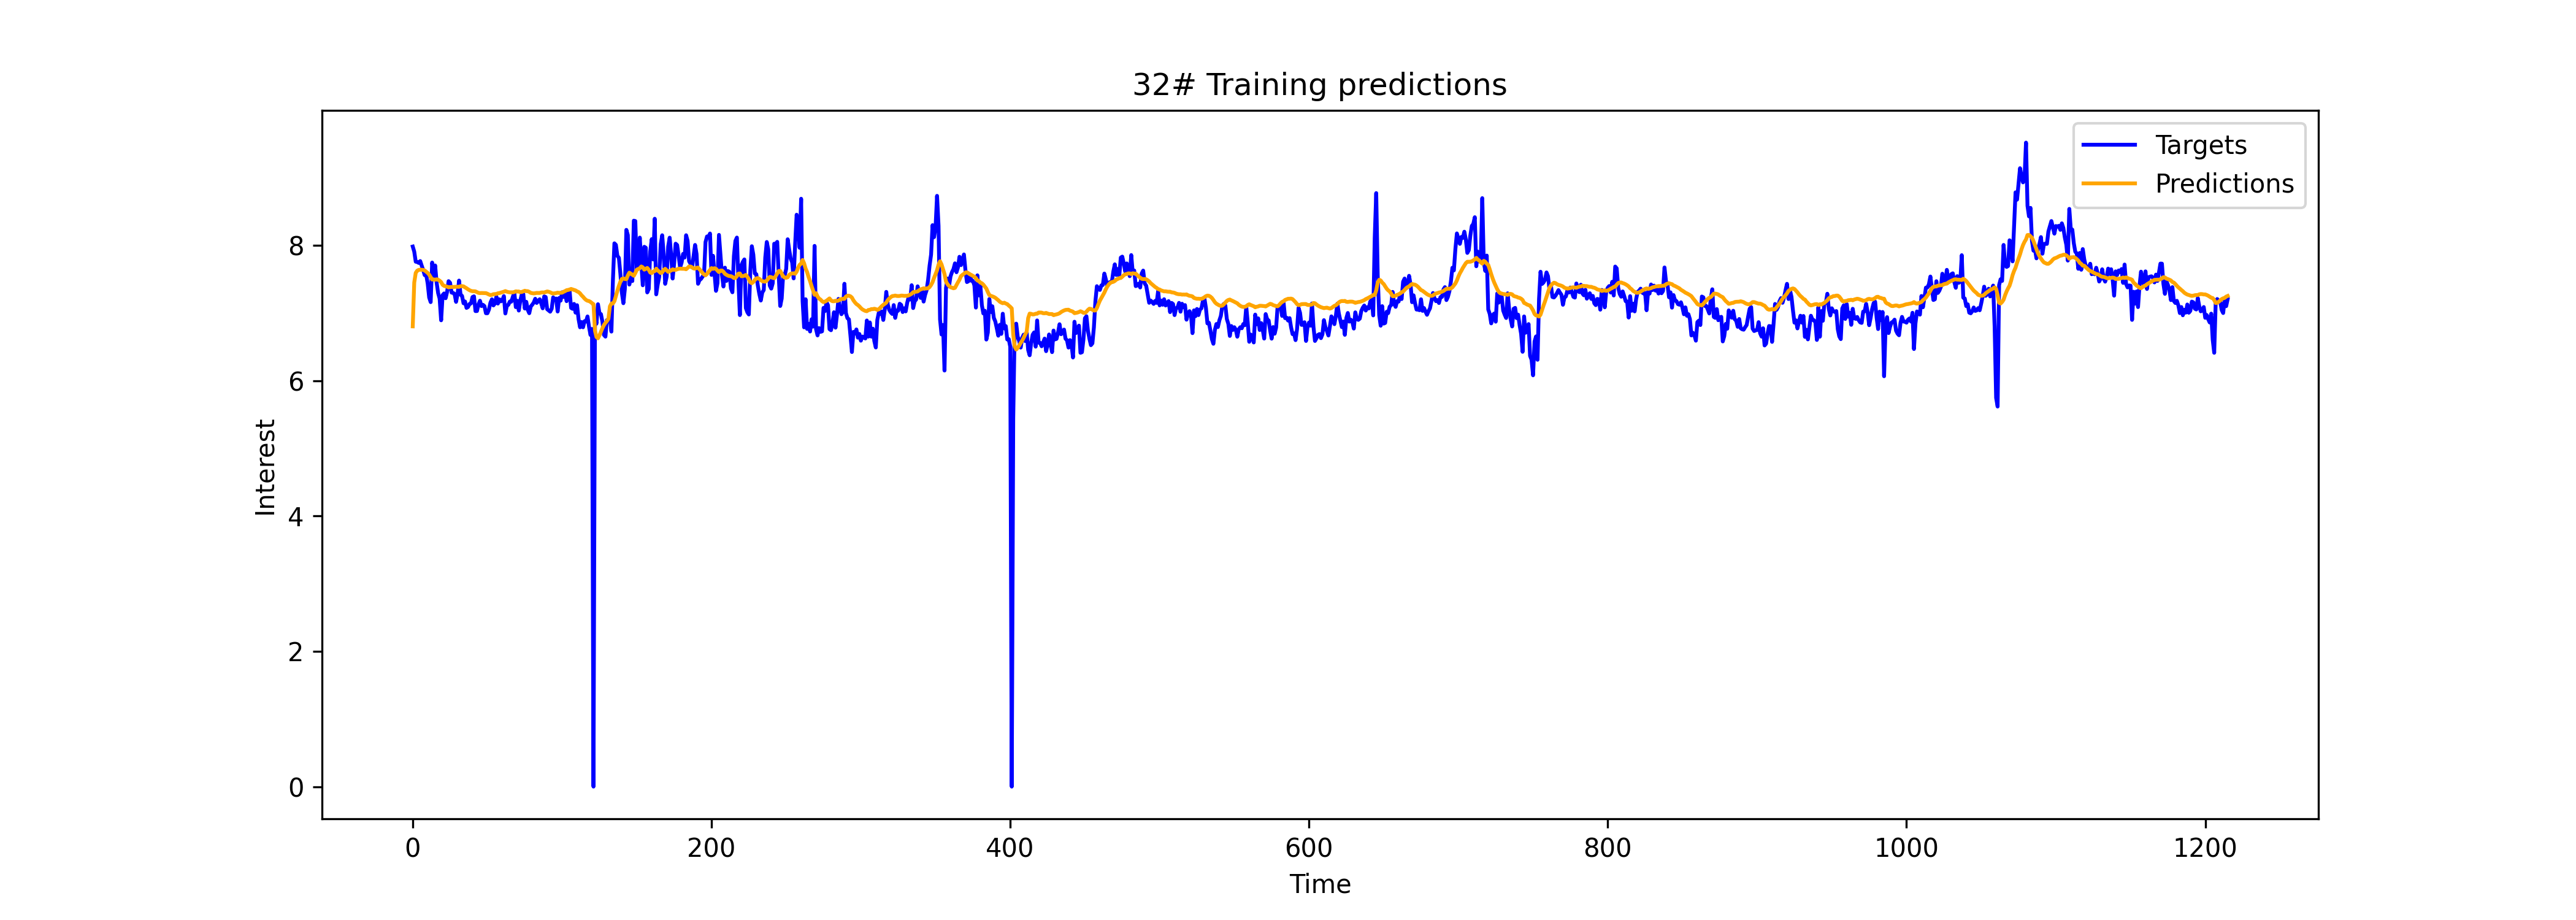 32# Training predictions
Targets
Predictions
Interest
8
6
4
2
0
0 200 400 600 800 1000 1200
Time